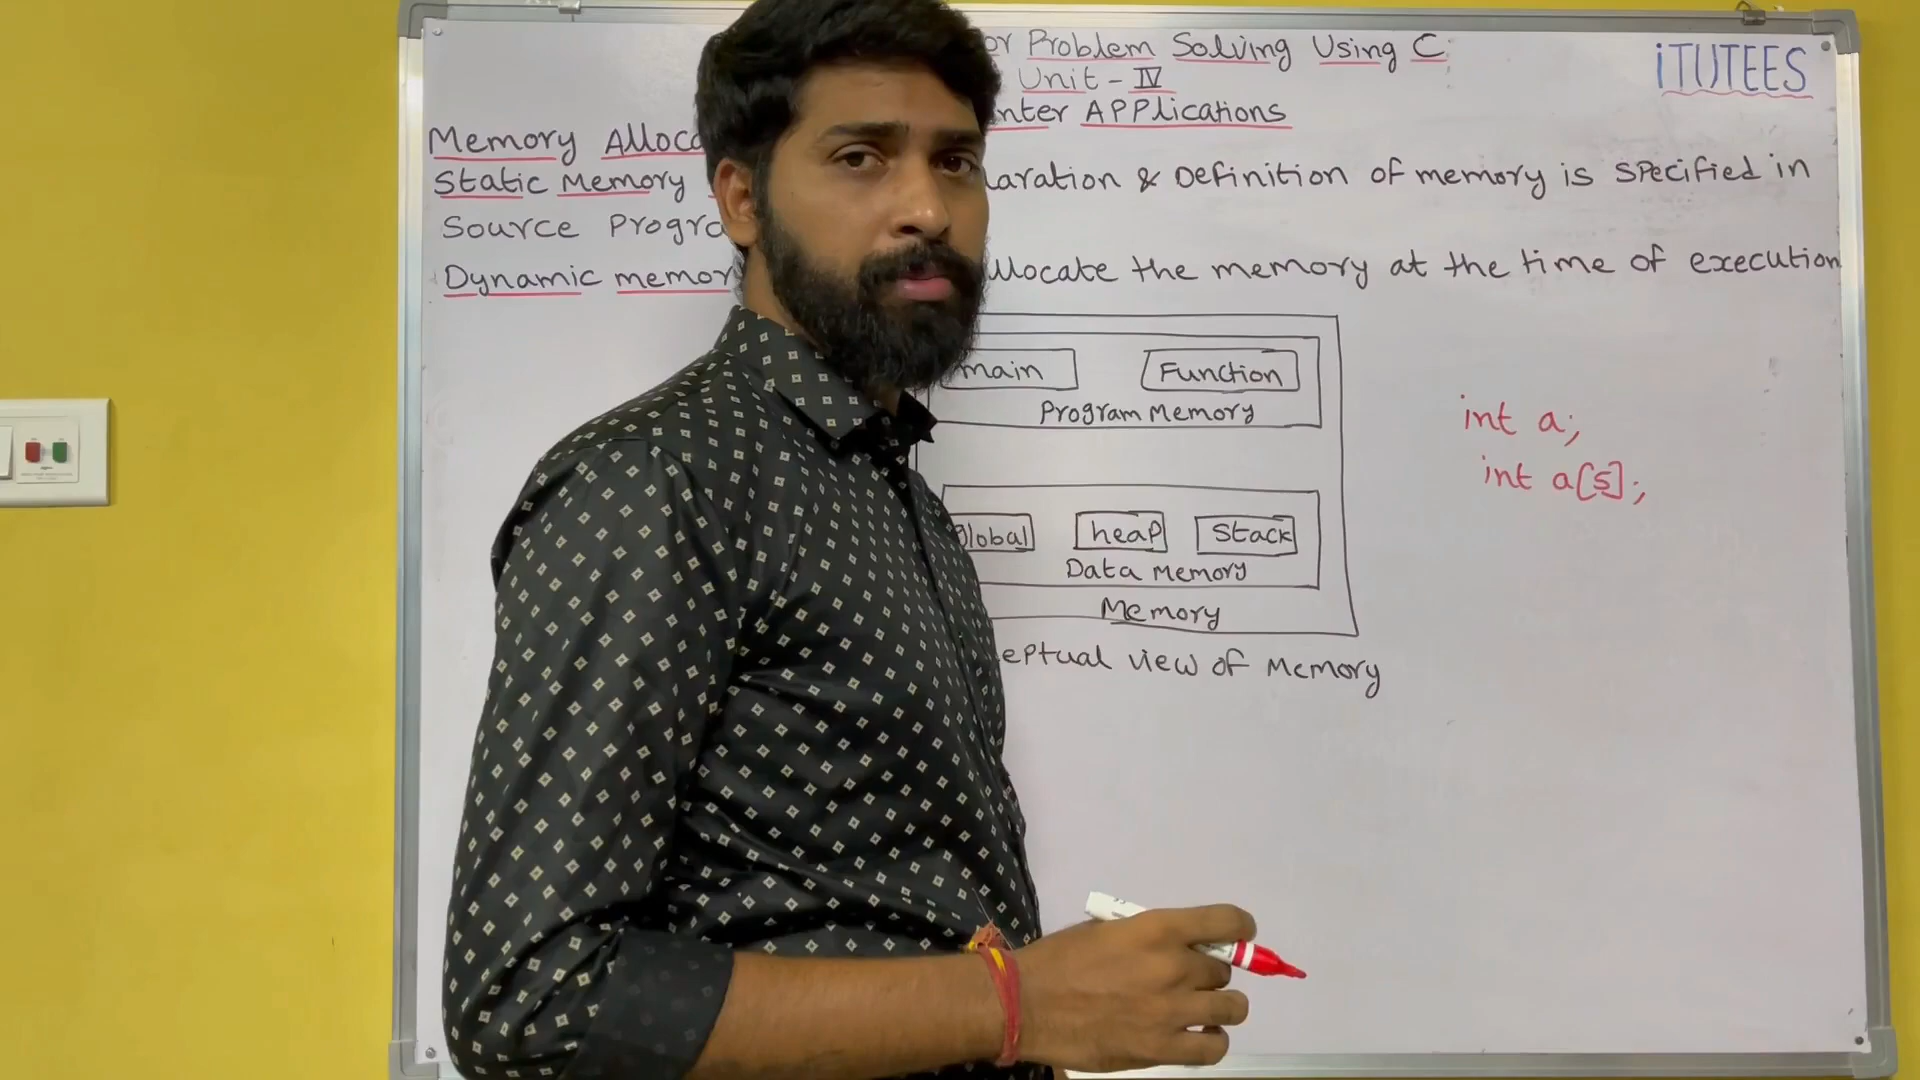 or Problem Solving Using C
iTUTEES
Unit - IV
APPlications
Memory
Static Memory
& Definition of memory is specified in
Source
Dynamic
the memory at the time of execution
main
Function
Program Memory
int a;
int a[5];
global
heap
Stack
Data Memory
Memory
view of Memory